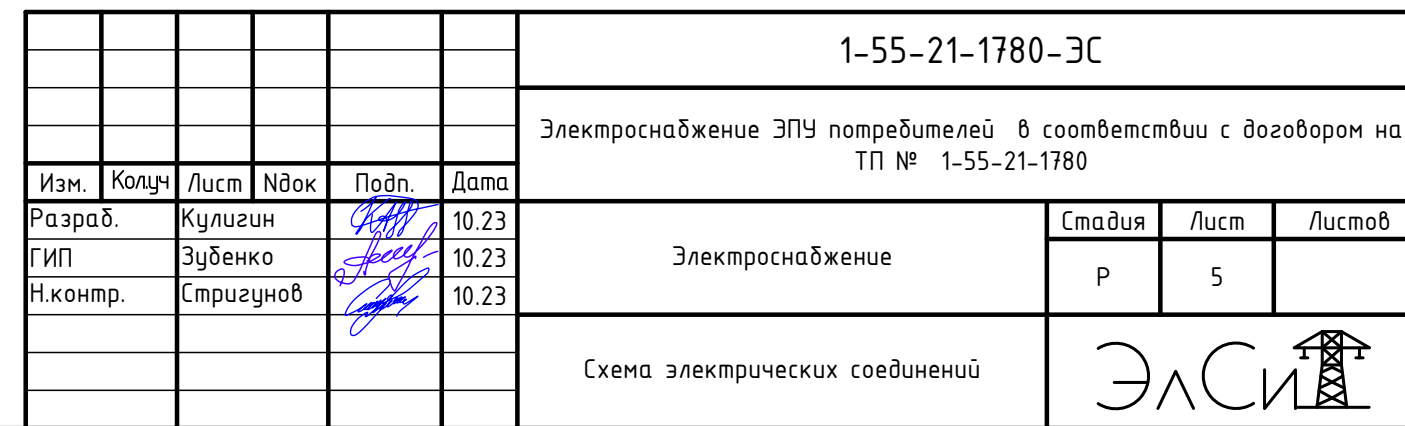 1-55-21-1780-ЭС
Электроснабжение ЭПУ потребителей в соответствии с договором на
ТП № 1-55-21-1780
Изм. Кол.уч Лист Nдок Подп. Дата
Разраб. Кулигин 10.23
ГИП Зубенко 10.23
Н.контр. Стригунов 10.23
Электроснабжение
Стадия Лист Листов
Р 5
Схема электрических соединений
ЭлСи